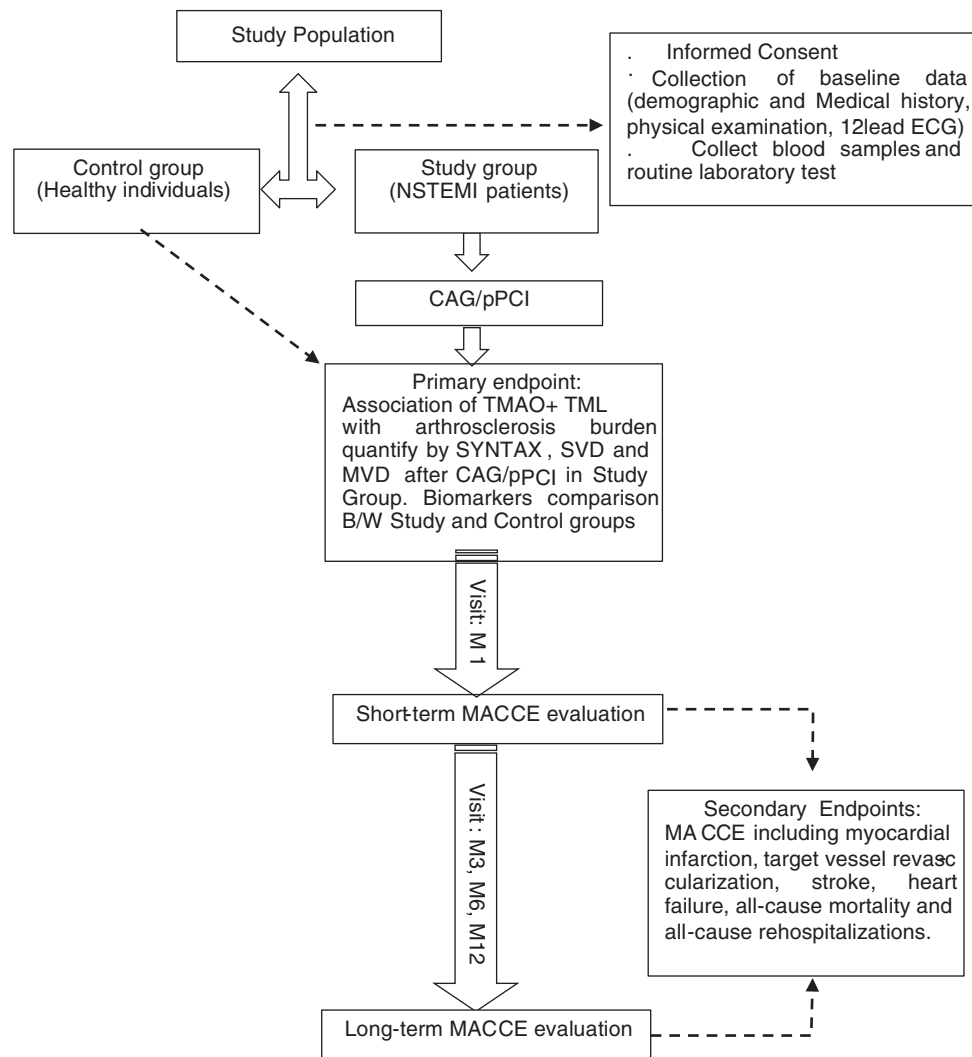 Study Population
. Informed Consent
. Collection of baseline data
(demographic and Medical history,
physical examination, 12lead ECG)
. Collect blood samples and
routine laboratory test
Control group
(Healthy individuals)
Study group
(NSTEMI patients)
CAG/pPCI
Primary endpoint:
Association of TMAO+ TML
with arthrosclerosis burden
quantify by SYNTAX , SVD and
MVD after CAG/pPCI in Study
Group. Biomarkers comparison
B/W Study and Control groups
Visit: M 1
Short-term MACCE evaluation
Visit : M3, M6, M12
Secondary Endpoints:
MA CCE including myocardial
infarction, target vessel revasc
cularization, stroke, heart
failure, all-cause mortality and
all-cause rehospitalizations.
Long-term MACCE evaluation